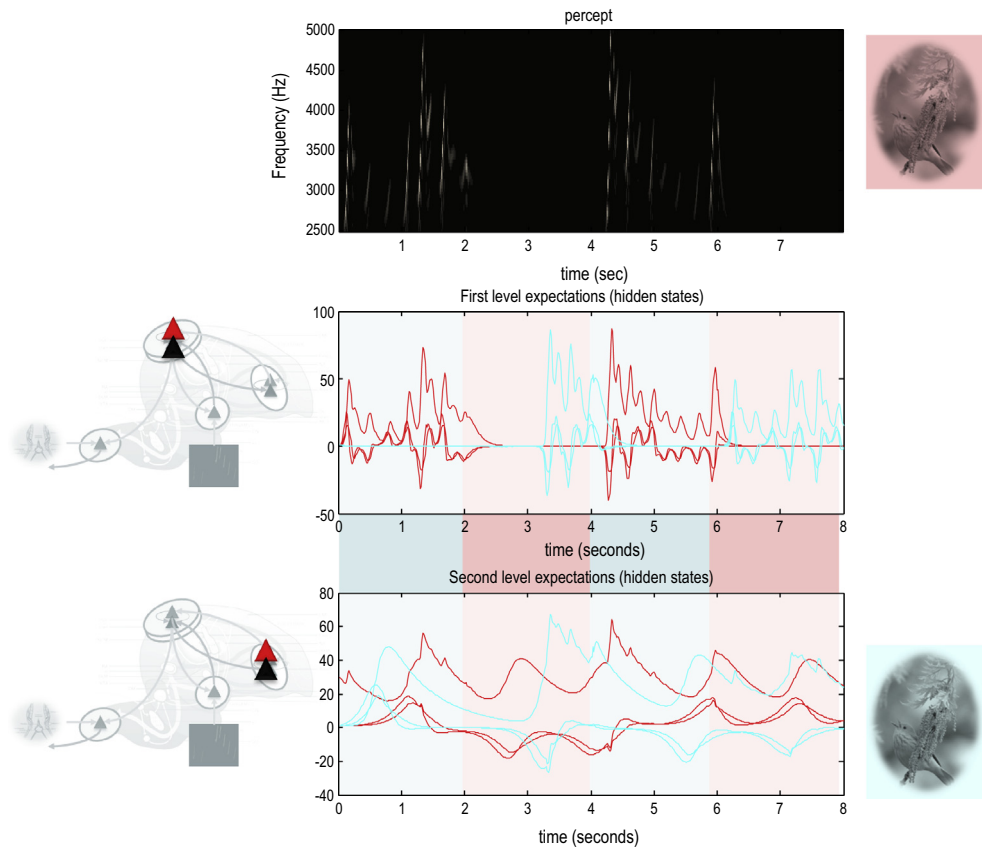 percept
5000
4500
4000
3500
3000
2500
Frequency (Hz)
1 2 3 4 5 6 7
time (sec)
First level expectations (hidden states)
100
50
0
-50
0 1 2 3 4 5 6 7 8
time (seconds)
Second level expectations (hidden states)
80
60
40
20
0
-20
-40
0 1 2 3 4 5 6 7 8
time (seconds)